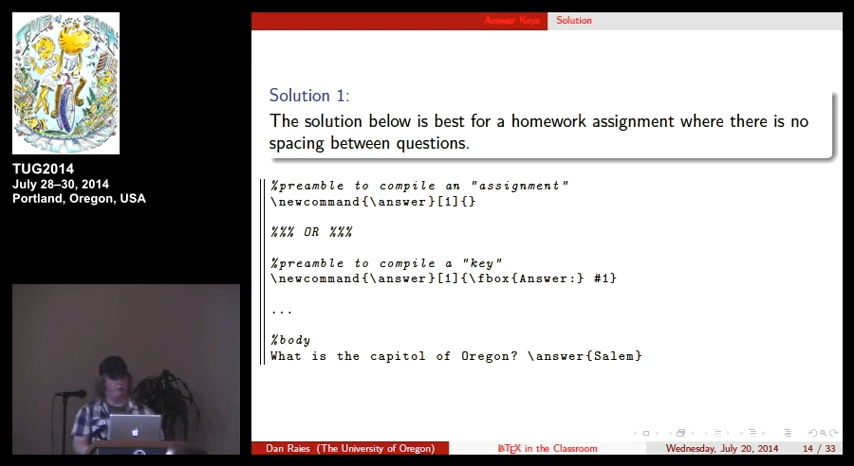 TUG2014
July 28–30, 2014
Portland, Oregon, USA
Answer Keys Solution
Solution 1:
The solution below is best for a homework assignment where there is no
spacing between questions.
%preamble to compile an "assignment"
\newcommand{\answer}[1]{}
%%% OR %%%
%preamble to compile a "key"
\newcommand{\answer}[1]{\fbox{Answer:} #1}
...
%body
What is the capitol of Oregon? \answer{Salem}
Dan Raies (The University of Oregon) LATEX in the Classroom Wednesday, July 20, 2014 14 / 33